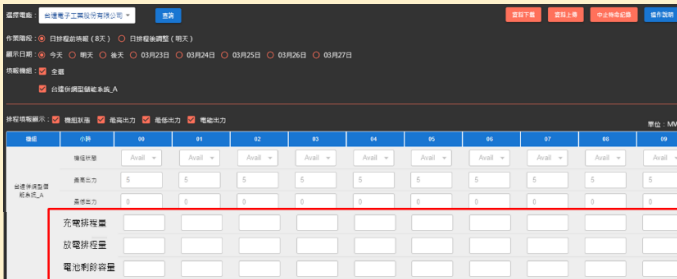 選擇電廠： 台達電子工業股份有限公司 查詢 空白下載 空白上傳 中止待命紀錄 操作說明
作業階段： 日排程前填報（8天） 日排程後調整（明天）
顯示日期： 今天 明天 後天 03月23日 03月24日 03月25日 03月26日 03月27日
填報機組： 全選
台達併網型儲能系統_A
排程填報顯示： 機組狀態 最高出力 最低出力 電能出力
單位：MW
機組 小時 00 01 02 03 04 05 06 07 08 09
機組狀態 Avail Avail Avail Avail Avail Avail Avail Avail Avail Avail
台達併網型儲能系統_A
最高出力 5 5 5 5 5 5 5 5 5 5
最低出力 0 0 0 0 0 0 0 0 0 0
充電排程量
放電排程量
電池剩餘容量